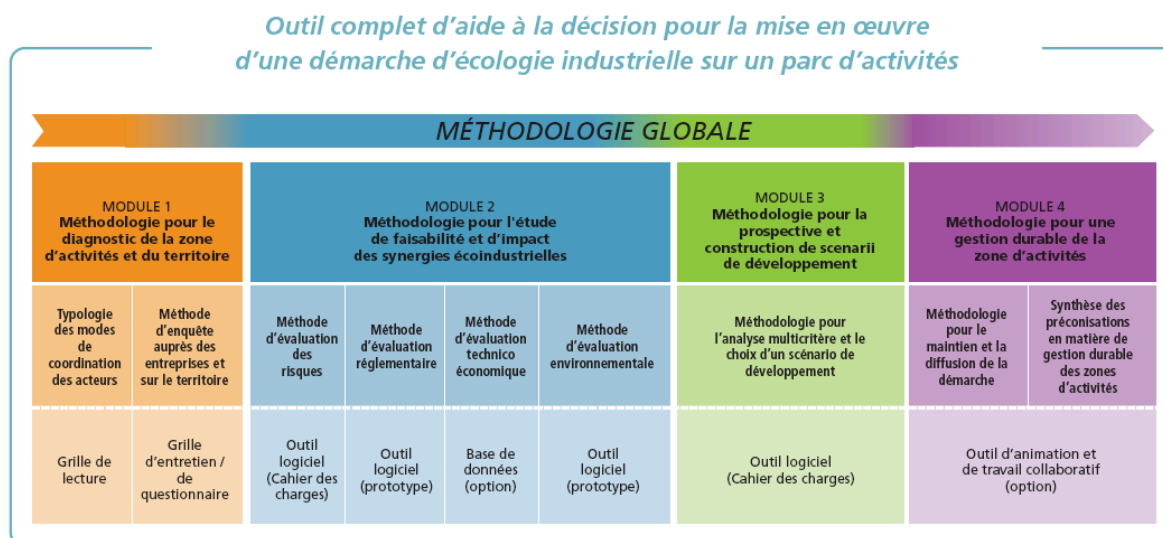 Outil complet d'aide à la décision pour la mise en œuvre
d'une démarche d'écologie industrielle sur un parc d'activités
MÉTHODOLOGIE GLOBALE
MODULE 1
Méthodologie pour le
diagnostic de la zone
d'activités et du territoire
MODULE 2
Méthodologie pour l'étude
de faisabilité et d'impact
des synergies écoindustrielles
MODULE 3
Méthodologie pour la
prospective et
construction de scenarii
de développement
MODULE 4
Méthodologie pour une
gestion durable de la
zone d'activités
Typologie
des modes
de
coordination
des acteurs
Méthode
d'enquête
auprès des
entreprises et
sur le territoire
Méthode
d'évaluation
des
risques
Méthode
d'évaluation
réglementaire
Méthode
d'évaluation
technico
économique
Méthode
d'évaluation
environnementale
Méthodologie pour
l'analyse multicritère et le
choix d'un scénario de
développement
Méthodologie
pour le
maintien et la
diffusion de la
démarche
Synthèse des
préconisations
en matière de
gestion durable
des zones
d'activités
Grille de
lecture
Grille
d'entretien /
de
questionnaire
Outil
logiciel
(Cahier des
charges)
Outil
logiciel
(prototype)
Base de
données
(option)
Outil
logiciel
(prototype)
Outil logiciel
(Cahier des charges)
Outil d'animation et
de travail collaboratif
(option)